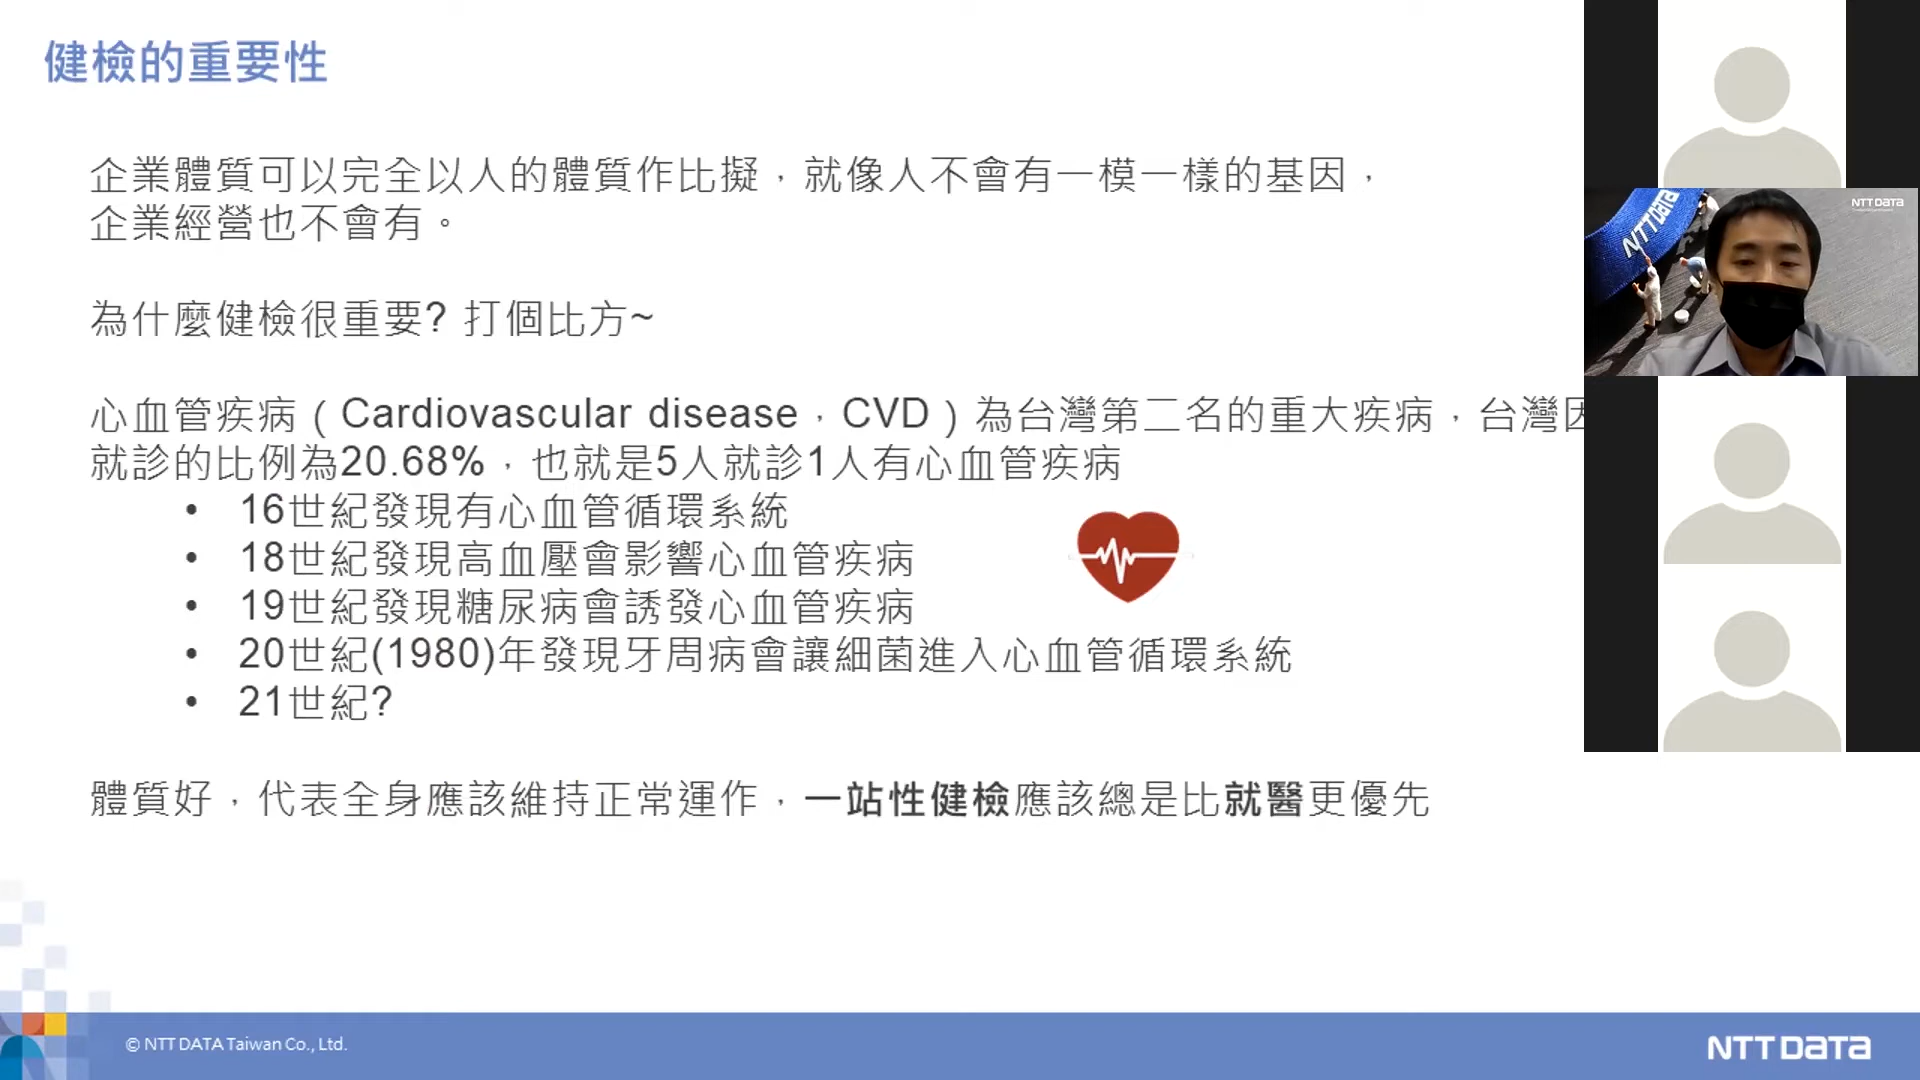 健檢的重要性
企業體質可以完全以人的體質作比擬，就像人不會有一模一樣的基因，
企業經營也不會有。
為什麼健檢很重要? 打個比方~
心血管疾病（Cardiovascular disease，CVD）為台灣第二名的重大疾病，台灣因
就診的比例為20.68%，也就是5人就診1人有心血管疾病
• 16世紀發現有心血管循環系統
• 18世紀發現高血壓會影響心血管疾病
• 19世紀發現糖尿病會誘發心血管疾病
• 20世紀(1980)年發現牙周病會讓細菌進入心血管循環系統
• 21世紀?
體質好，代表全身應該維持正常運作，一站性健檢應該總是比就醫更優先
NTT DATA
NTT DATA
© NTT DATA Taiwan Co., Ltd.
NTT DATA